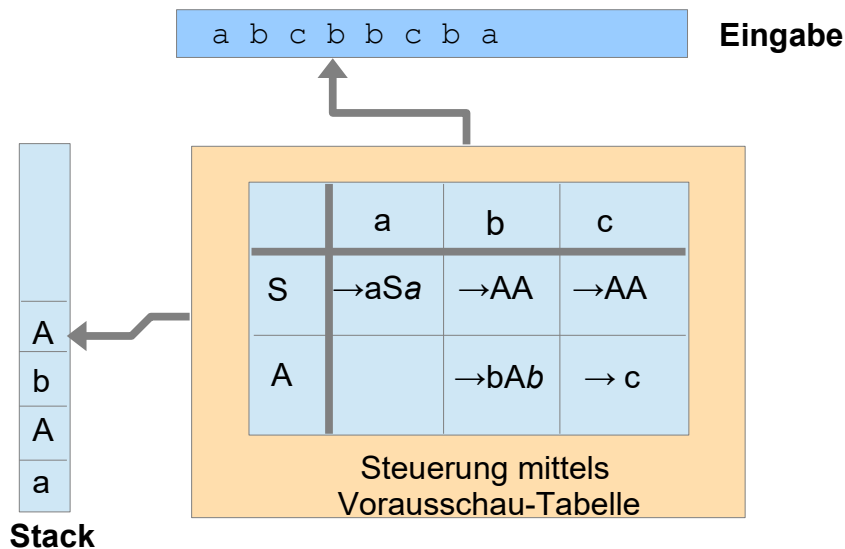 a b c b b c b a
Eingabe
a b c
S →aSa →AA →AA
A →bAb → c
A
b
A
a
Steuerung mittels
Vorausschau-Tabelle
Stack